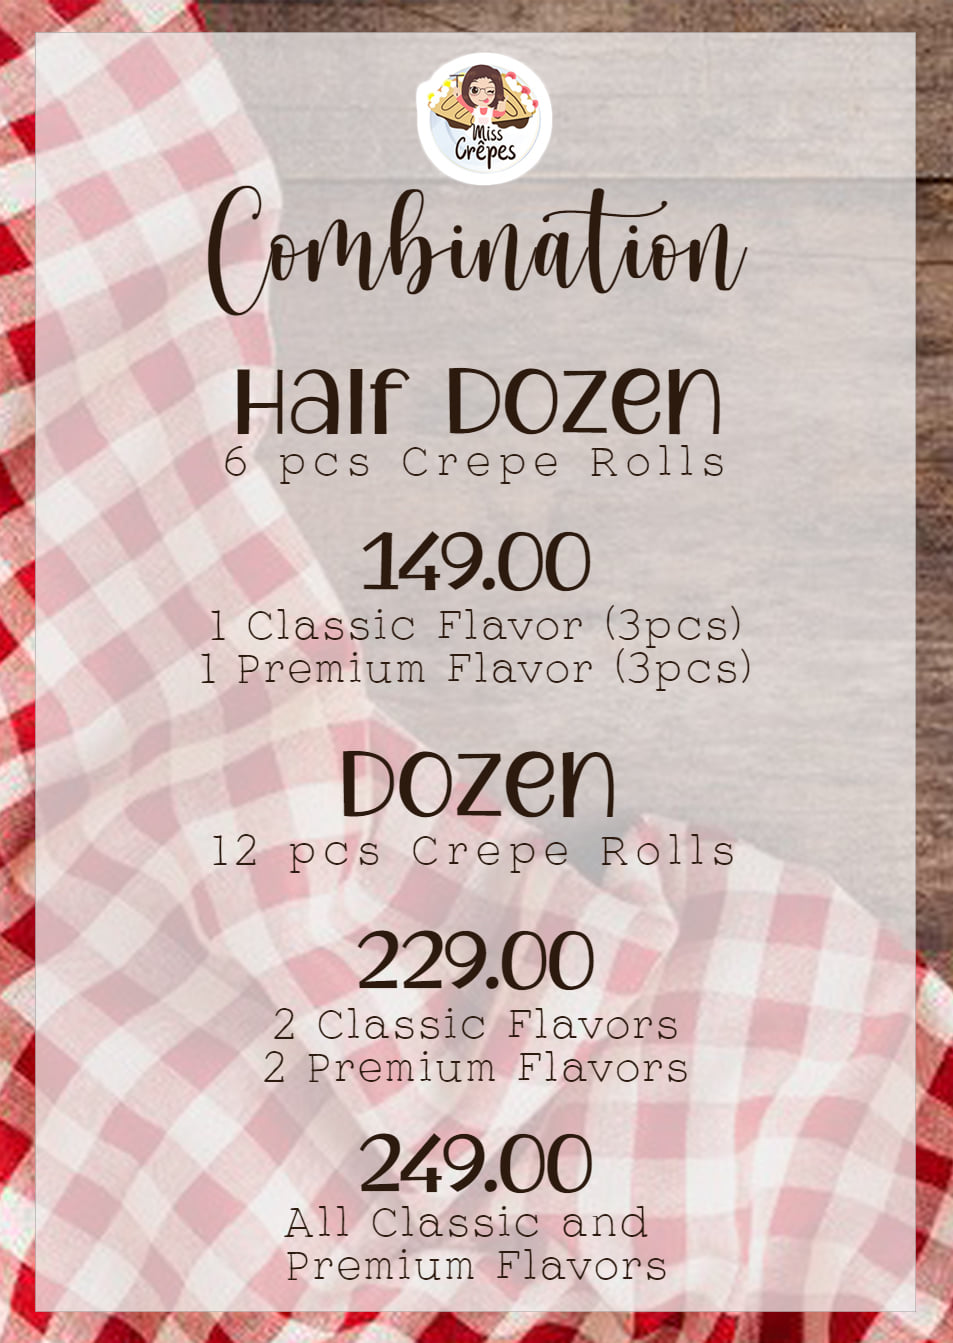 Miss
Crêpes
Combination
Half Dozen
6 pcs Crepe Rolls
149.00
1 Classic Flavor (3pcs)
1 Premium Flavor (3pcs)
Dozen
12 pcs Crepe Rolls
229.00
2 Classic Flavors
2 Premium Flavors
249.00
All Classic and
Premium Flavors